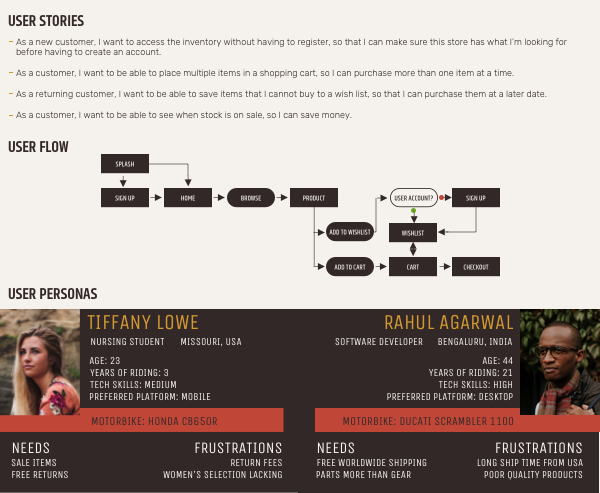 USER STORIES
– As a new customer, I want to access the inventory without having to register, so that I can make sure this store has what I'm looking for
before having to create an account.
– As a customer, I want to be able to place multiple items in a shopping cart, so I can purchase more than one item at a time.
– As a returning customer, I want to be able to save items that I cannot buy to a wish list, so that I can purchase them at a later date.
– As a customer, I want to be able to see when stock is on sale, so I can save money.
USER FLOW
SPLASH
SIGN UP
HOME
BROWSE
PRODUCT
USER ACCOUNT?
SIGN UP
ADD TO WISHLIST
WISHLIST
ADD TO CART
CART
CHECKOUT
USER PERSONAS
TIFFANY LOWE
NURSING STUDENT MISSOURI, USA
AGE: 23
YEARS OF RIDING: 3
TECH SKILLS: MEDIUM
PREFERRED PLATFORM: MOBILE
MOTORBIKE: HONDA CB650R
NEEDS
SALE ITEMS
FREE RETURNS
FRUSTRATIONS
RETURN FEES
WOMEN'S SELECTION LACKING
RAHUL AGARWAL
SOFTWARE DEVELOPER BENGALURU, INDIA
AGE: 44
YEARS OF RIDING: 21
TECH SKILLS: HIGH
PREFERRED PLATFORM: DESKTOP
MOTORBIKE: DUCATI SCRAMBLER 1100
NEEDS
FREE WORLDWIDE SHIPPING
PARTS MORE THAN GEAR
FRUSTRATIONS
LONG SHIP TIME FROM USA
POOR QUALITY PRODUCTS